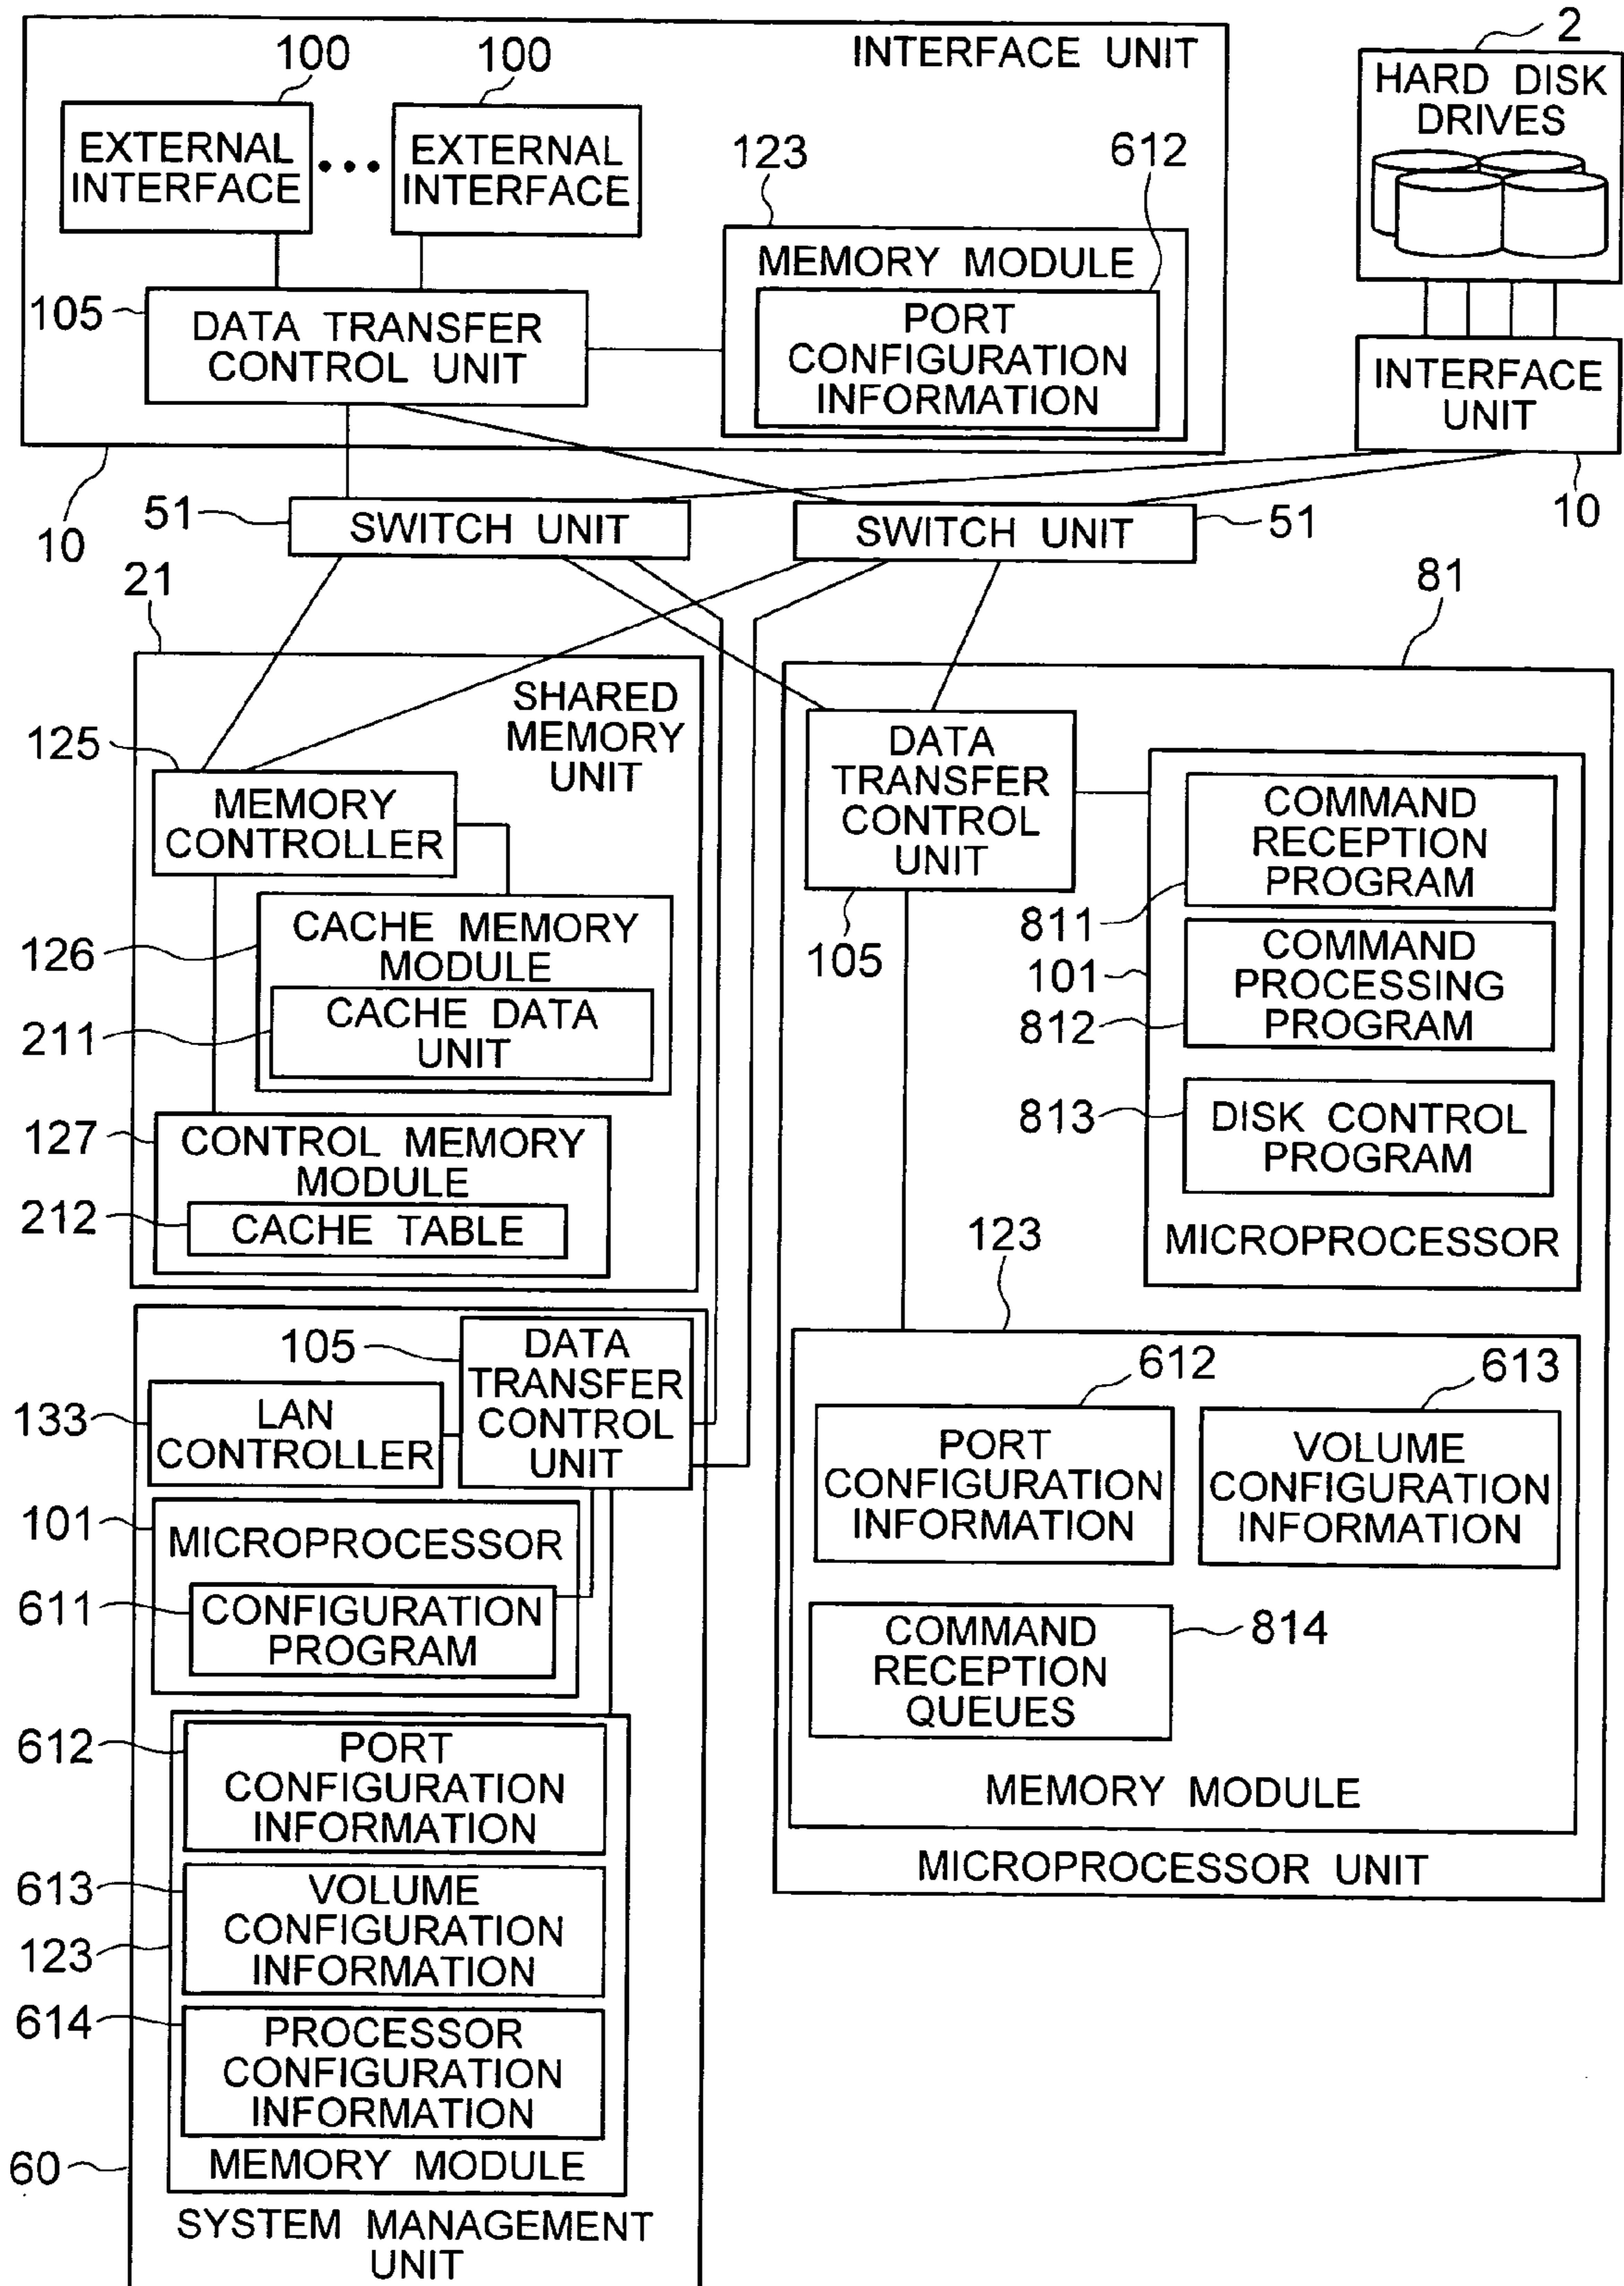 100
100
INTERFACE UNIT
2
HARD DISK
DRIVES
EXTERNAL
INTERFACE
EXTERNAL
INTERFACE
123
612
MEMORY MODULE
PORT
CONFIGURATION
INFORMATION
105
DATA TRANSFER
CONTROL UNIT
INTERFACE
UNIT
10
51
SWITCH UNIT
SWITCH UNIT
51
10
21
81
SHARED
MEMORY
UNIT
125
MEMORY
CONTROLLER
126
CACHE MEMORY
MODULE
211
CACHE DATA
UNIT
127
CONTROL MEMORY
MODULE
212
CACHE TABLE
DATA
TRANSFER
CONTROL
UNIT
105
COMMAND
RECEPTION
PROGRAM
811
101
COMMAND
PROCESSING
PROGRAM
812
813
DISK CONTROL
PROGRAM
MICROPROCESSOR
123
612
613
PORT
CONFIGURATION
INFORMATION
VOLUME
CONFIGURATION
INFORMATION
COMMAND
RECEPTION
QUEUES
814
MEMORY MODULE
MICROPROCESSOR UNIT
105
DATA
TRANSFER
CONTROL
UNIT
133
LAN
CONTROLLER
101
MICROPROCESSOR
611
CONFIGURATION
PROGRAM
612
PORT
CONFIGURATION
INFORMATION
613
VOLUME
CONFIGURATION
INFORMATION
123
614
PROCESSOR
CONFIGURATION
INFORMATION
MEMORY MODULE
60
SYSTEM MANAGEMENT
UNIT